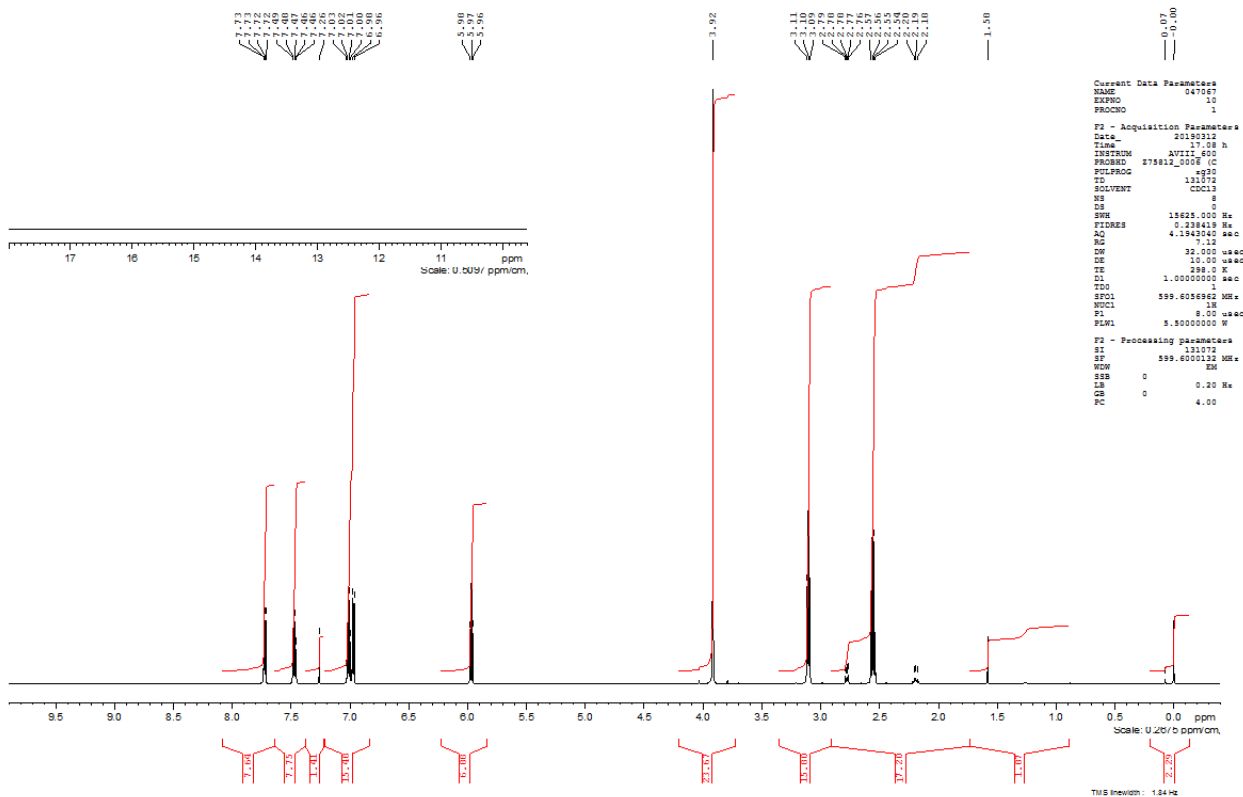 7.73
7.73
7.72
7.72
7.49
7.48
7.47
7.46
7.46
7.26
7.03
7.02
7.01
7.00
6.98
6.96
5.98
5.97
5.96
3.92
3.11
3.10
3.09
2.79
2.78
2.78
2.77
2.76
2.57
2.56
2.55
2.54
2.20
2.19
2.18
1.58
0.07
-0.00
Current Data Parameters
NAME 047067
EXPNO 10
PROCNO 1
F2 - Acquisition Parameters
Date_ 20190312
Time 17.08 h
INSTRUM AVIII_600
PROBHD Z75812_0006 (C
PULPROG zg30
TD 131072
SOLVENT CDCl3
NS 8
DS 0
SWH 15625.000 Hz
FIDRES 0.238419 Hz
AQ 4.1943040 sec
RG 7.12
DW 32.000 usec
DE 10.00 usec
TE 298.0 K
D1 1.00000000 sec
TD0 1
SFO1 599.6056962 MHz
NUC1 1H
P1 8.00 usec
PLW1 5.50000000 W
F2 - Processing parameters
SI 131072
SF 599.6000132 MHz
WDW EM
SSB 0
LB 0.20 Hz
GB 0
PC 4.00
17 16 15 14 13 12 11 ppm
Scale: 0.5097 ppm/cm,
9.5 9.0 8.5 8.0 7.5 7.0 6.5 6.0 5.5 5.0 4.5 4.0 3.5 3.0 2.5 2.0 1.5 1.0 0.5 0.0 ppm
Scale: 0.2675 ppm/cm,
7.64
7.75
1.41
15.40
23.67
17.20
2.29
TMS linewidth : 1.84 Hz